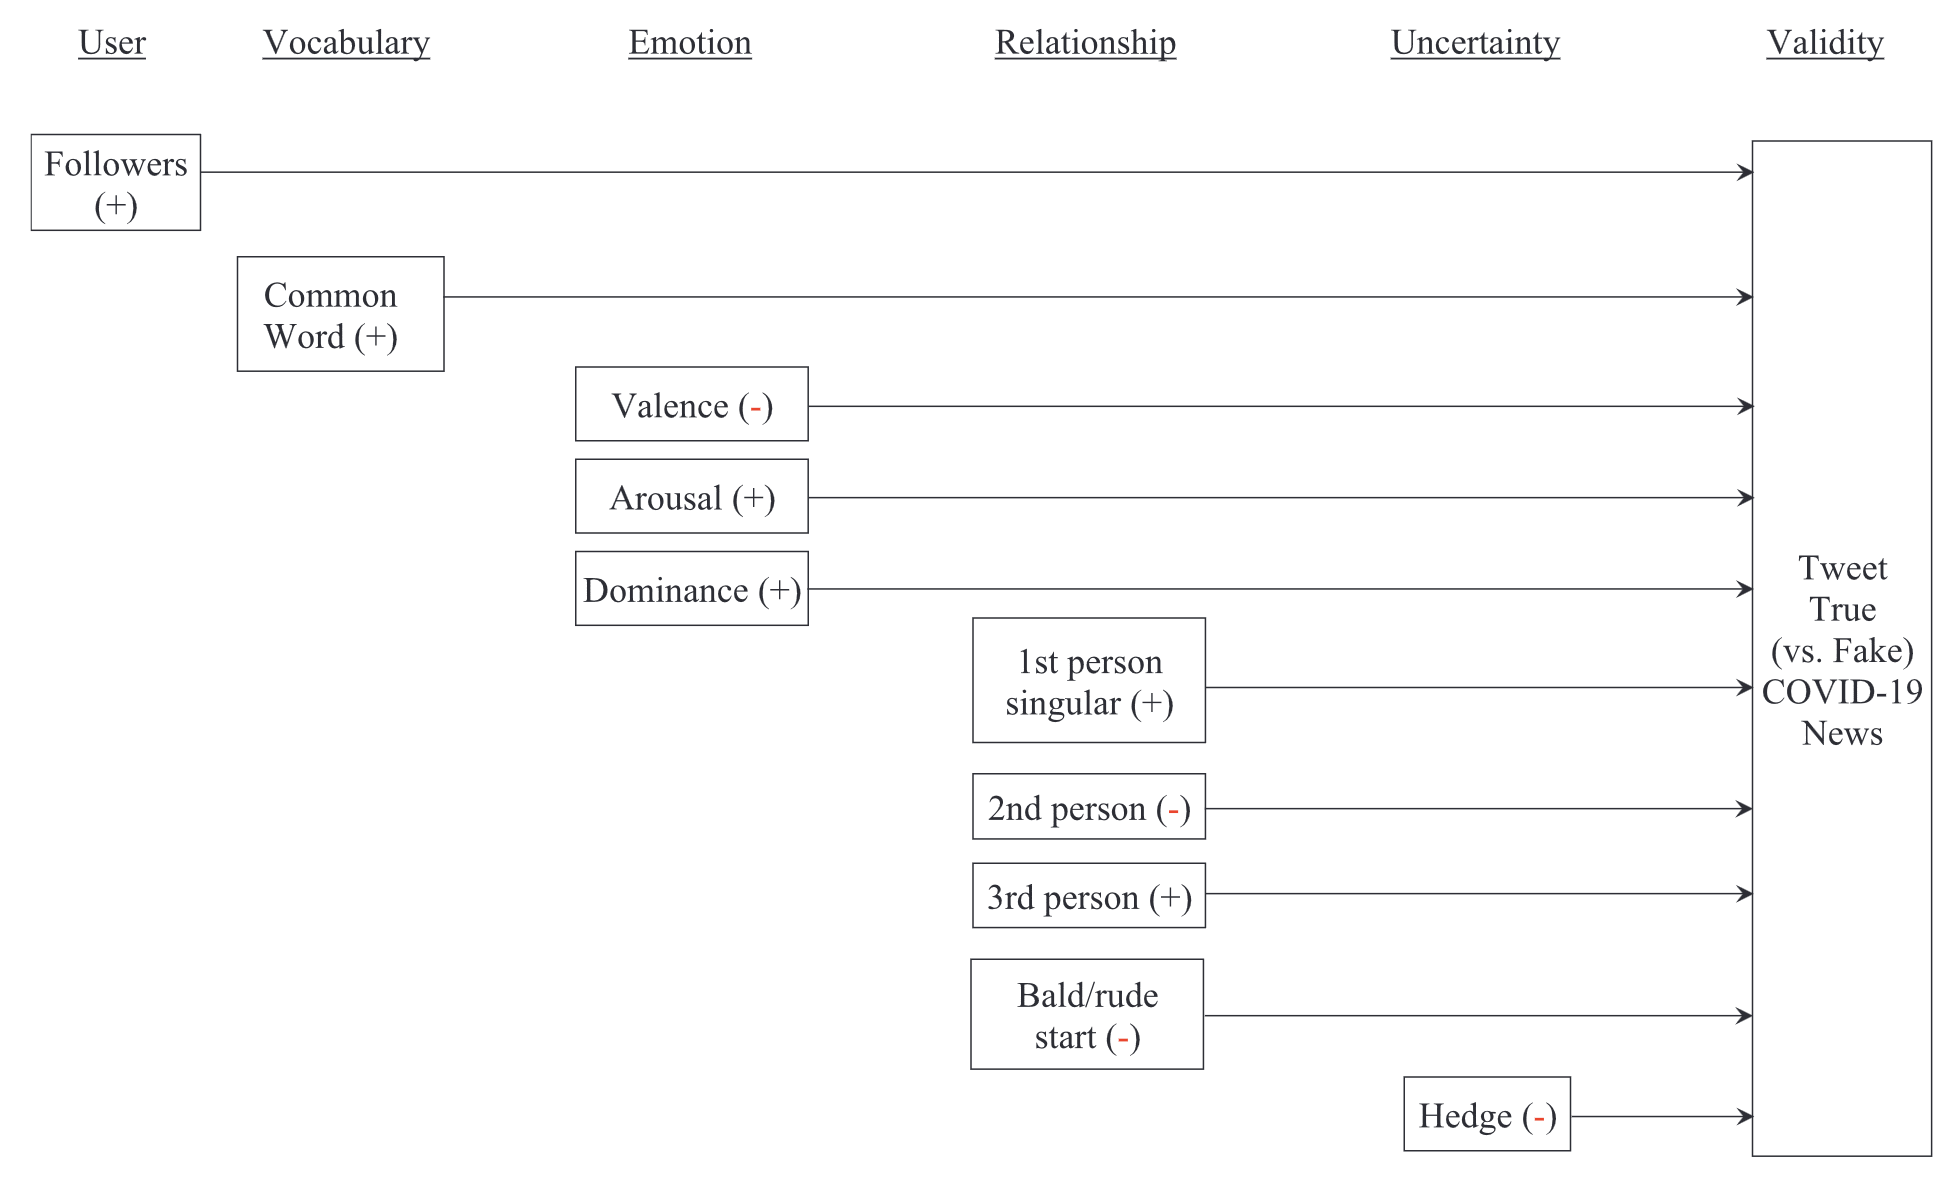 User Vocabulary Emotion Relationship Uncertainty Validity
Followers
(+)
Common
Word (+)
Valence (-)
Arousal (+)
Dominance (+)
1st person
singular (+)
2nd person (-)
3rd person (+)
Bald/rude
start (-)
Hedge (-)
Tweet
True
(vs. Fake)
COVID-19
News